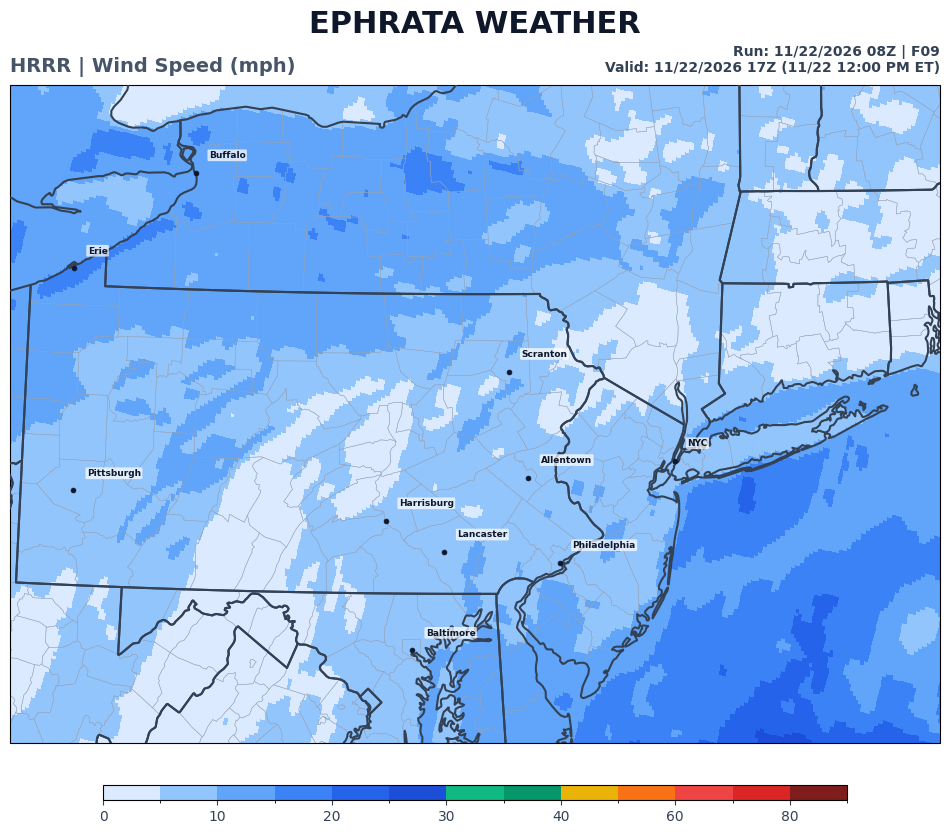 EPHRATA WEATHER
HRRR | Wind Speed (mph)
Run: 11/22/2026 08Z | F09
Valid: 11/22/2026 17Z (11/22 12:00 PM ET)
Buffalo
Erie
Scranton
NYC
Allentown
Pittsburgh
Harrisburg
Lancaster
Philadelphia
Baltimore
0 10 20 30 40 60 80